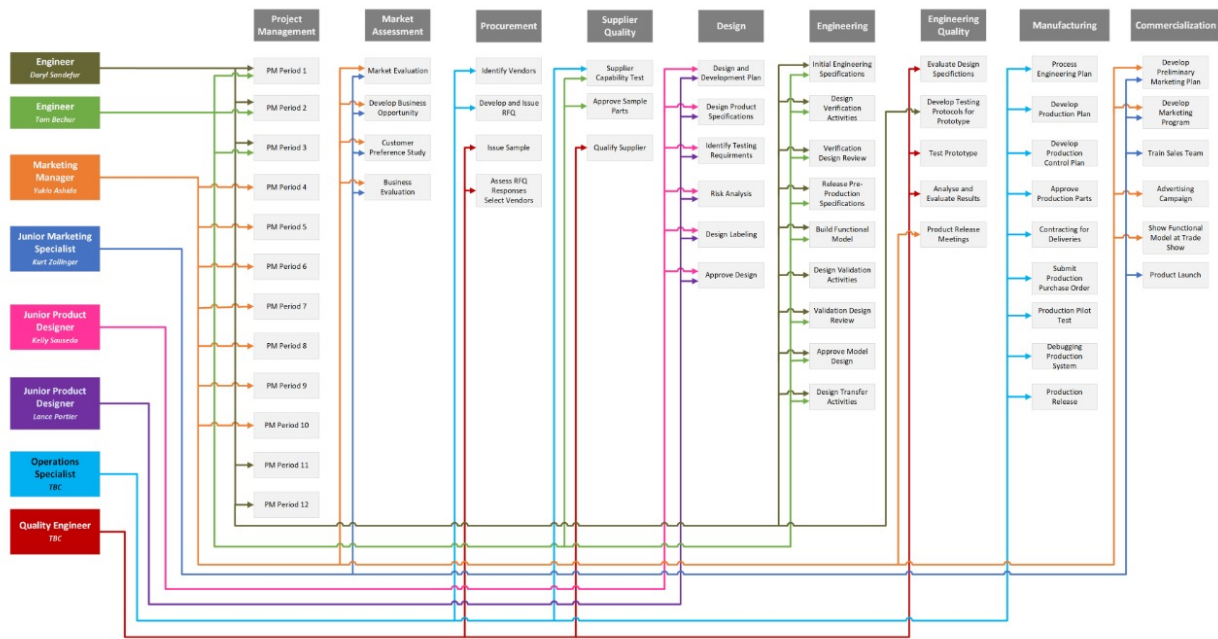 Project
Management
Market
Assessment
Procurement
Supplier
Quality
Design
Engineering
Engineering
Quality
Manufacturing
Commercialization
Engineer
Daryl Sandefur
Engineer
Tom Becher
Marketing
Manager
Yukio Ashida
Junior Marketing
Specialist
Kurt Zollinger
Junior Product
Designer
Kelly Sauseda
Junior Product
Designer
Lance Portier
Operations
Specialist
TBC
Quality Engineer
TBC
PM Period 1
PM Period 2
PM Period 3
PM Period 4
PM Period 5
PM Period 6
PM Period 7
PM Period 8
PM Period 9
PM Period 10
PM Period 11
PM Period 12
Market Evaluation
Develop Business
Opportunity
Customer
Preference Study
Business
Evaluation
Identify Vendors
Develop and Issue
RFQ
Issue Sample
Assess RFQ
Responses
Select Vendors
Supplier
Capability Test
Approve Sample
Parts
Qualify Supplier
Design and
Development Plan
Design Product
Specifications
Identify Testing
Requirments
Risk Analysis
Design Labeling
Approve Design
Initial Engineering
Specifications
Design
Verification
Activities
Verification
Design Review
Release Pre-
Production
Specifications
Build Functional
Model
Design Validation
Activities
Validation Design
Review
Approve Model
Design
Design Transfer
Activities
Evaluate Design
Specifictions
Develop Testing
Protocols for
Prototype
Test Prototype
Analyse and
Evaluate Results
Product Release
Meetings
Process
Engineering Plan
Develop
Production Plan
Develop
Production
Control Plan
Approve
Production Parts
Contracting for
Deliveries
Submit
Production
Purchase Order
Production Pilot
Test
Debugging
Production
System
Production
Release
Develop
Preliminary
Marketing Plan
Develop
Marketing
Program
Train Sales Team
Advertising
Campaign
Show Functional
Model at Trade
Show
Product Launch